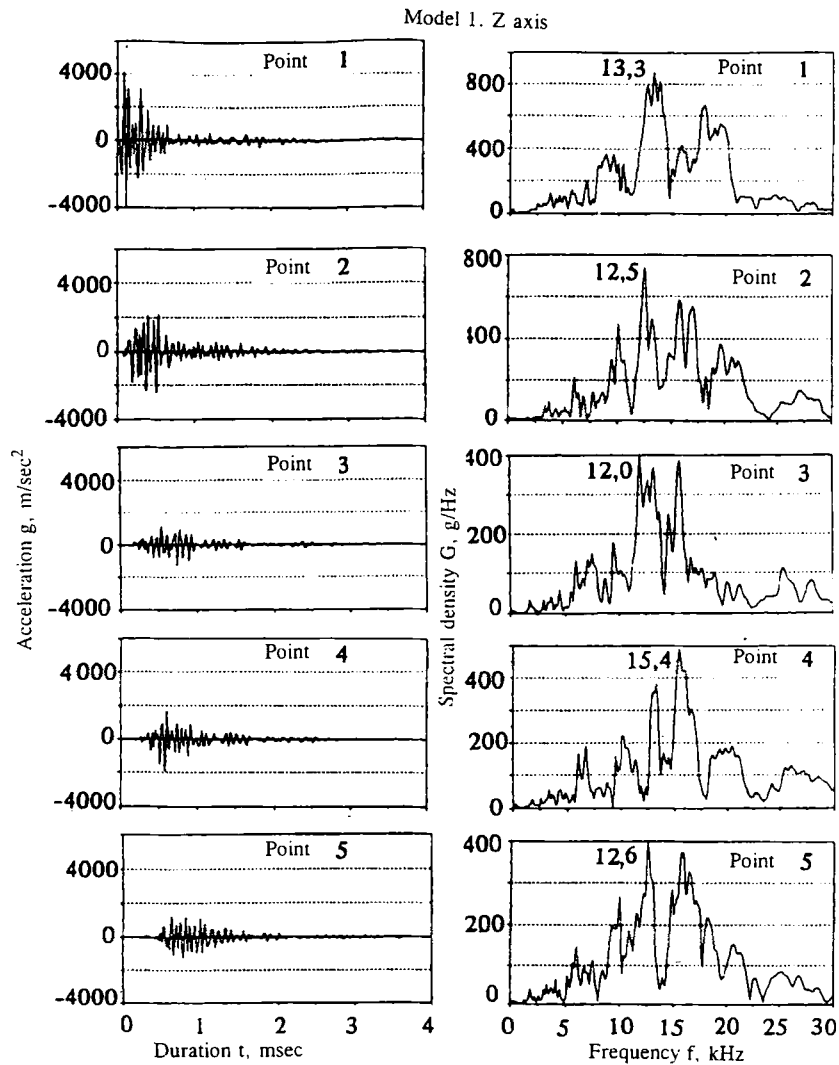 Model 1. Z axis
Point 1
4000
0
-4000
13,3
Point 1
800
400
0
Point 2
4000
0
-4000
12,5
Point 2
800
400
0
Point 3
4000
0
-4000
12,0
Point 3
400
200
0
Point 4
4000
0
-4000
15,4
Point 4
400
200
0
Point 5
4000
0
-4000
0 1 2 3 4
12,6
Point 5
400
200
0
0 5 10 15 20 25 30
Acceleration g, m/sec²
Spectral density G, g/Hz
Duration t, msec
Frequency f, kHz